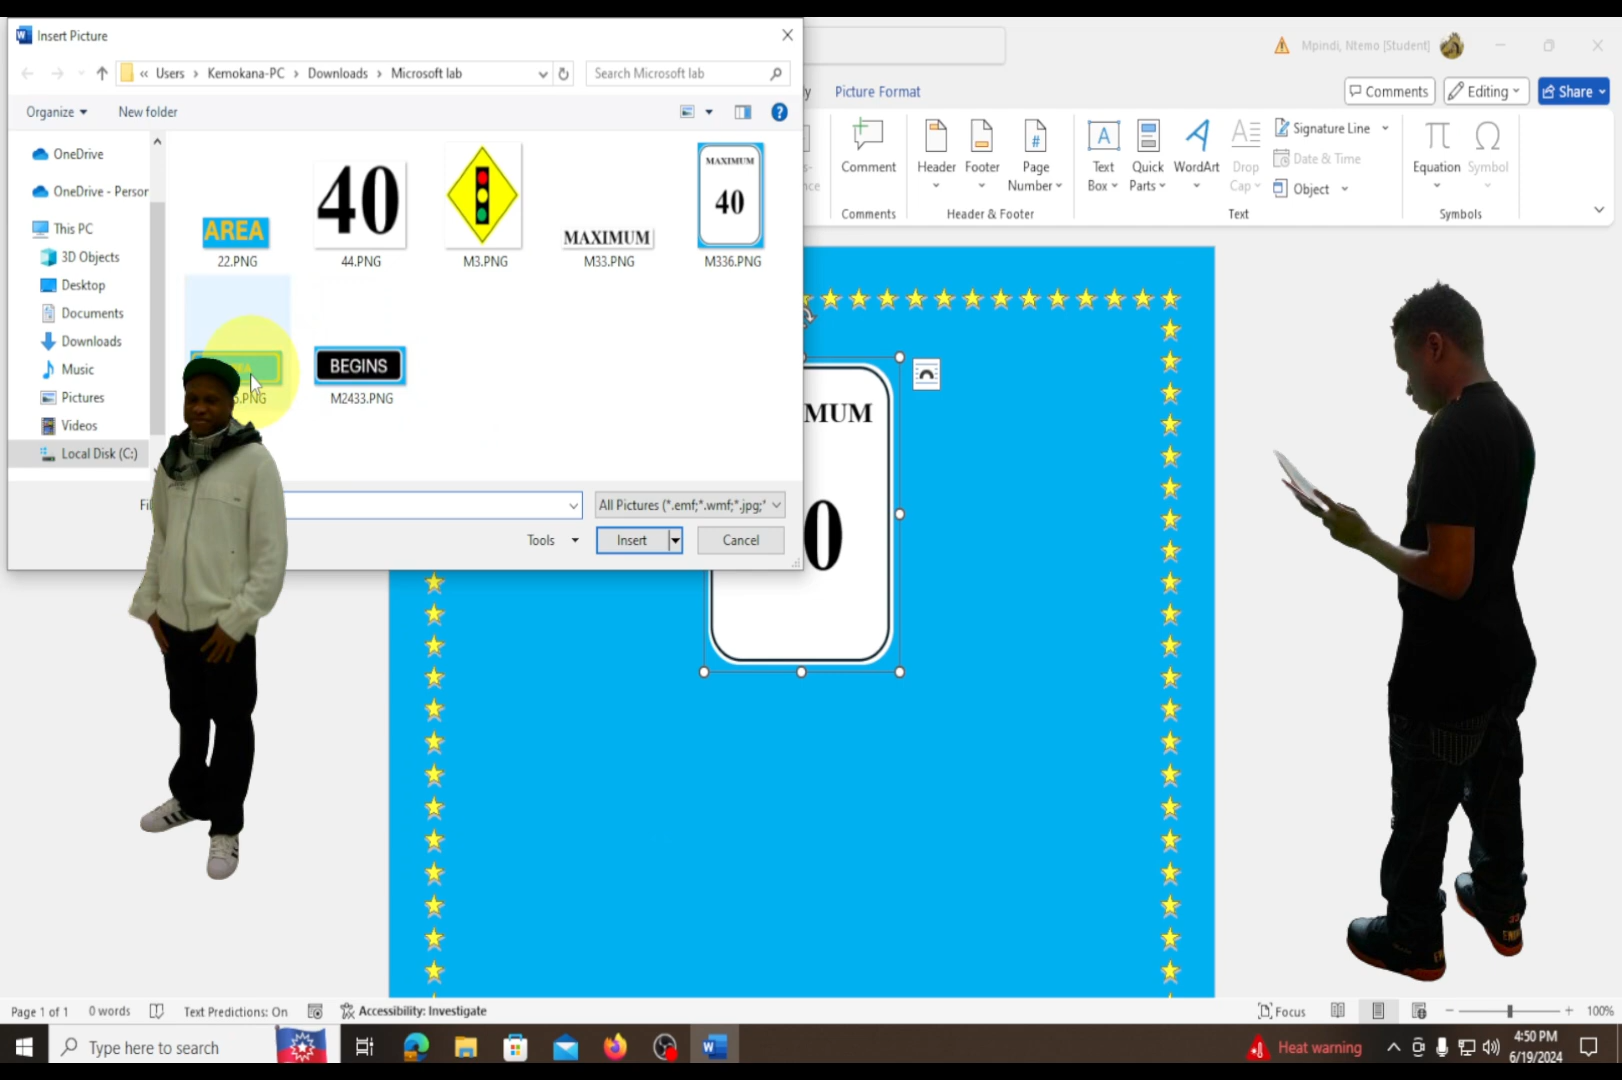 Insert Picture
« Users › Kemokana-PC › Downloads › Microsoft lab
Search Microsoft lab
Organize
New folder
OneDrive
OneDrive - Person
This PC
3D Objects
Desktop
Documents
Downloads
Music
Pictures
Videos
Local Disk (C:)
AREA
22.PNG
40
44.PNG
M3.PNG
MAXIMUM
M33.PNG
MAXIMUM
40
M336.PNG
.PNG
BEGINS
M2433.PNG
All Pictures (*.emf;*.wmf;*.jpg;*
Tools
Insert
Cancel
Mpindi, Ntemo [Student]
Picture Format
Comments
Editing
Share
Comment
Comments
Header
Footer
Page Number
Header & Footer
Text Box
Quick Parts
WordArt
Drop Cap
Signature Line
Date & Time
Object
Text
Equation
Symbol
Symbols
MUM
0
Page 1 of 1
0 words
Text Predictions: On
Accessibility: Investigate
Focus
100%
Type here to search
Heat warning
4:50 PM
6/19/2024